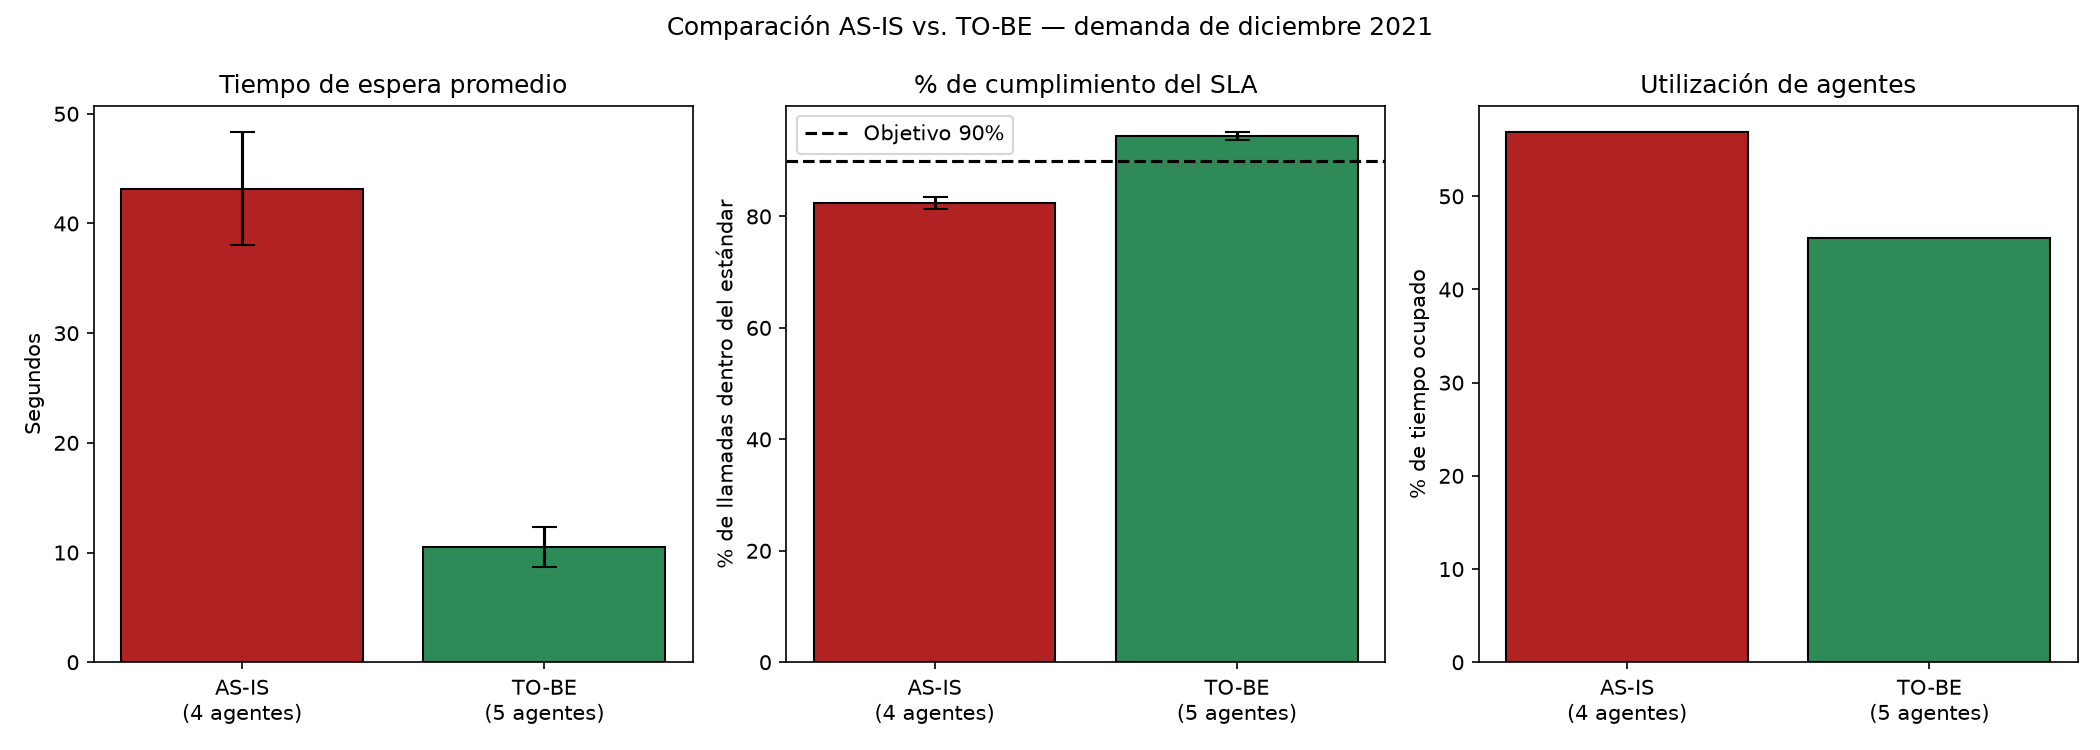 Comparación AS-IS vs. TO-BE — demanda de diciembre 2021
Tiempo de espera promedio
Segundos
50
40
30
20
10
0
AS-IS
(4 agentes)
TO-BE
(5 agentes)
% de cumplimiento del SLA
Objetivo 90%
% de llamadas dentro del estándar
80
60
40
20
0
AS-IS
(4 agentes)
TO-BE
(5 agentes)
Utilización de agentes
% de tiempo ocupado
50
40
30
20
10
0
AS-IS
(4 agentes)
TO-BE
(5 agentes)